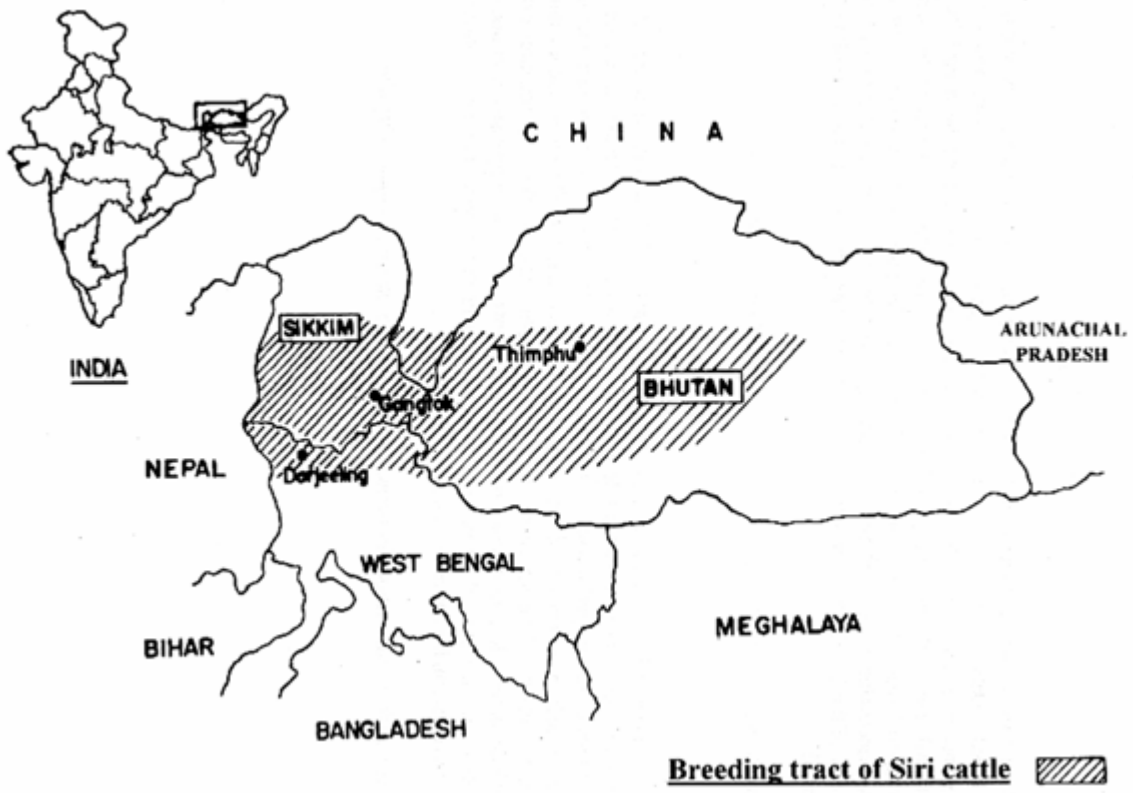 C H I N A
SIKKIM
Thimphu
ARUNACHAL
PRADESH
INDIA
BHUTAN
Gangtok
NEPAL
Darjeeling
WEST BENGAL
MEGHALAYA
BIHAR
BANGLADESH
Breeding tract of Siri cattle